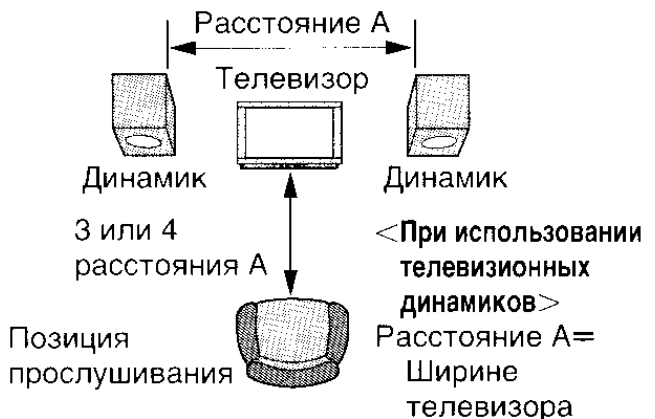 Расстояние А
Телевизор
Динамик
Динамик
3 или 4
расстояния А
<При использовании
телевизионных
динамиков>
Позиция
прослушивания
Расстояние А=
Ширине
телевизора